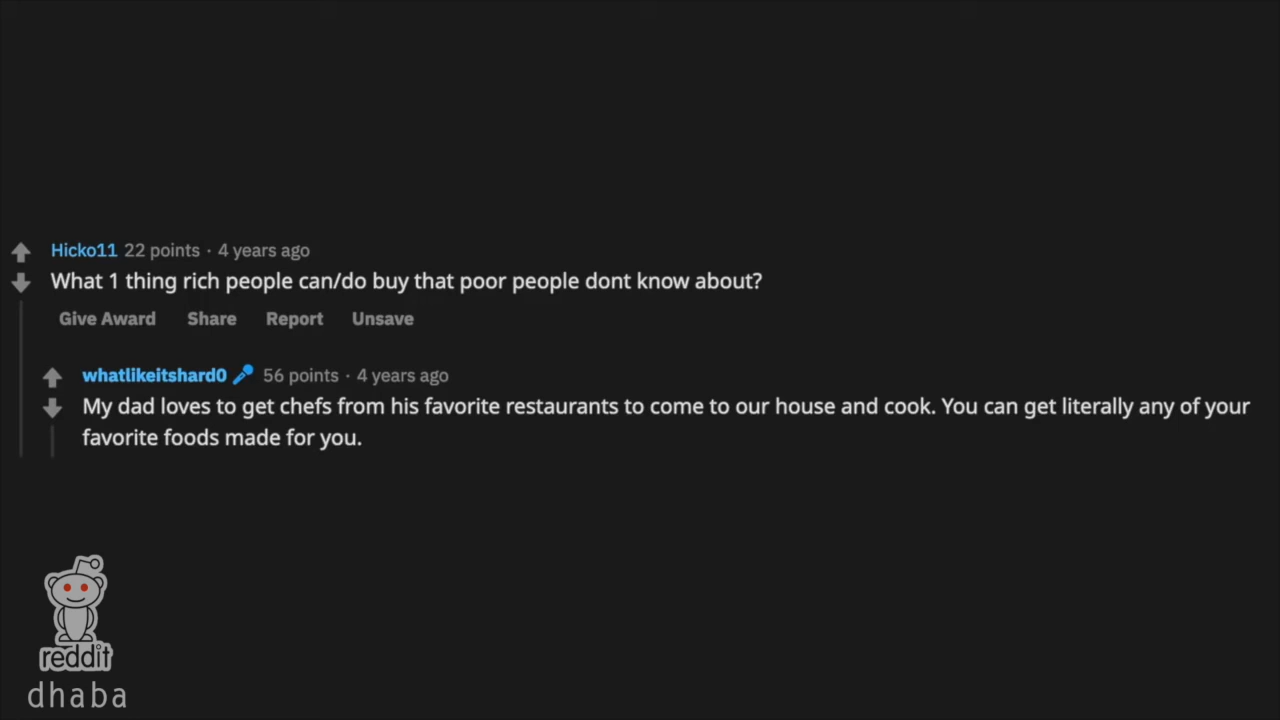 Hicko11 22 points · 4 years ago
What 1 thing rich people can/do buy that poor people dont know about?
Give Award Share Report Unsave
whatlikeitshard0 56 points · 4 years ago
My dad loves to get chefs from his favorite restaurants to come to our house and cook. You can get literally any of your
favorite foods made for you.
reddit
dhaba